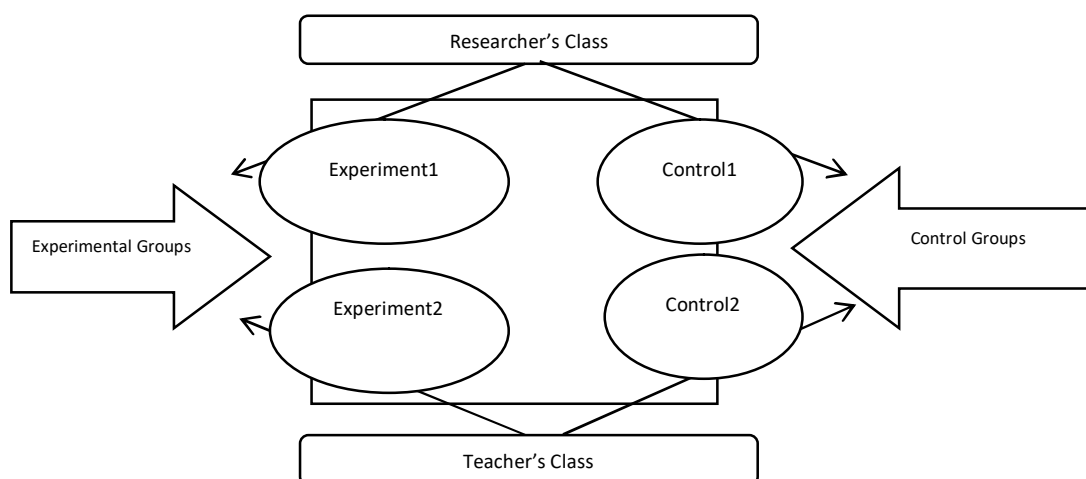 Researcher’s Class
Experiment1
Control1
Experimental Groups
Control Groups
Experiment2
Control2
Teacher’s Class